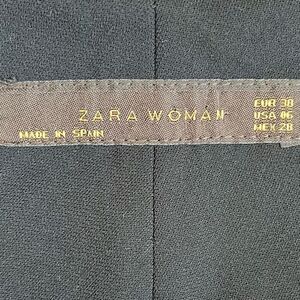 ZARA WOMAN
MADE IN SPAIN
EUR 38
USA 06
MEX 28